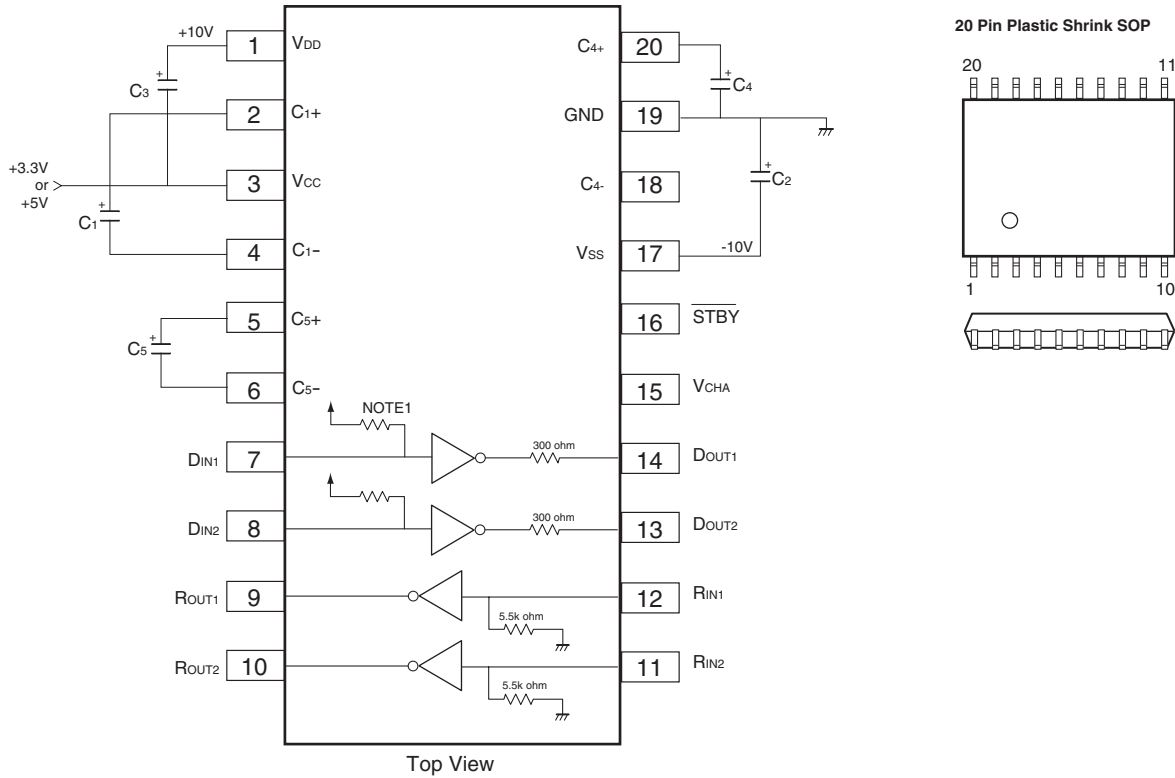 20 Pin Plastic Shrink SOP
+10V
1
VDD
C4+
20
+
C3
+
C4
2
C1+
GND
19
+3.3V
or
+5V
3
VCC
C4-
18
+
C2
+
C1
4
C1-
VSS
17
-10V
5
C5+
16
STBY
+
C5
6
C5-
15
VCHA
NOTE1
DIN1
7
300 ohm
14
DOUT1
DIN2
8
300 ohm
13
DOUT2
ROUT1
9
12
RIN1
5.5k ohm
ROUT2
10
11
RIN2
5.5k ohm
Top View
20
11
1
10